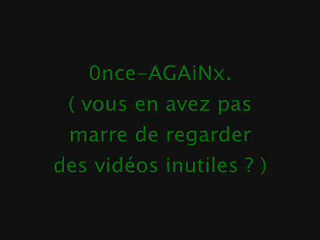 0nce-AGAiNx.
( vous en avez pas
marre de regarder
des vidéos inutiles ? )